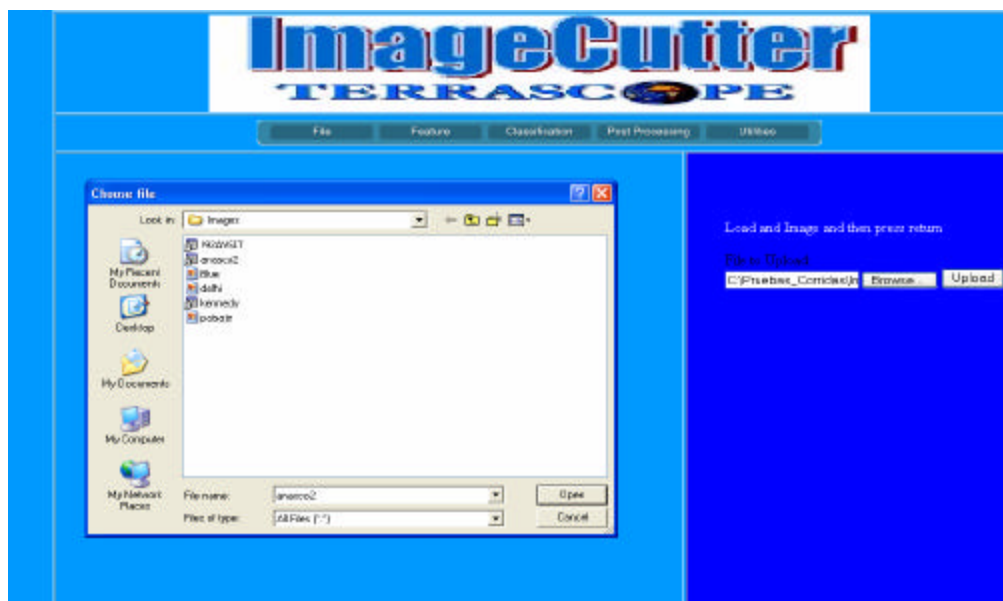 ImageCutter
TERRASCOPE
File Feature Classification Post Processing Utilities
Choose file
Look in: Images
anasco2
Blue
delhi
kennedy
My Recent Documents
Desktop
My Documents
My Computer
My Network Places
File name: anasco2 Open
Files of type: All Files (*.*) Cancel
Load and Image and then press return
File to Upload:
C:\Pruebas_Corridas\Im Browse... Upload